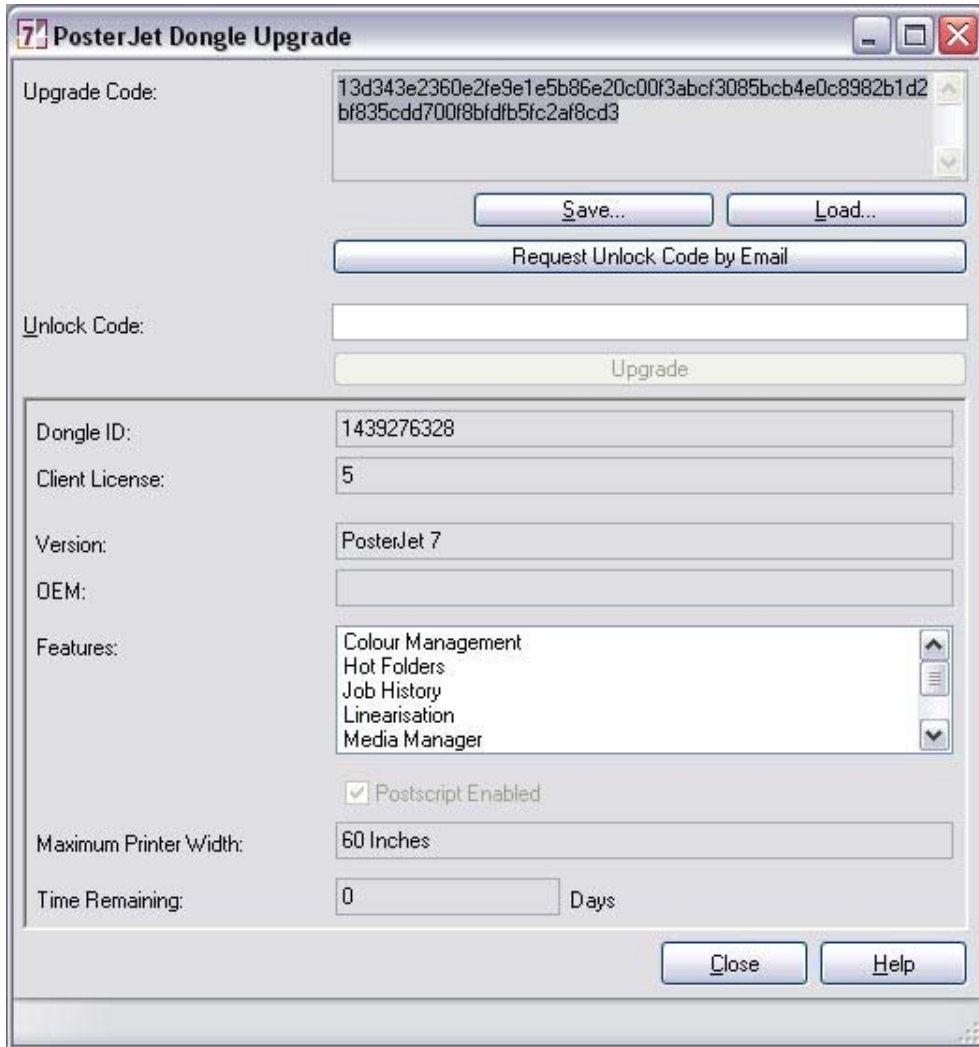 7 PosterJet Dongle Upgrade
Upgrade Code:
13d343e2360e2fe9e1e5b86e20c00f3abcf3085bcb4e0c8982b1d2
bf835cdd700f8bfdfb5fc2af8cd3
Save...
Load...
Request Unlock Code by Email
Unlock Code:
Upgrade
Dongle ID:
1439276328
Client License:
5
Version:
PosterJet 7
OEM:
Features:
Colour Management
Hot Folders
Job History
Linearisation
Media Manager
Postscript Enabled
Maximum Printer Width:
60 Inches
Time Remaining:
0
Days
Close
Help